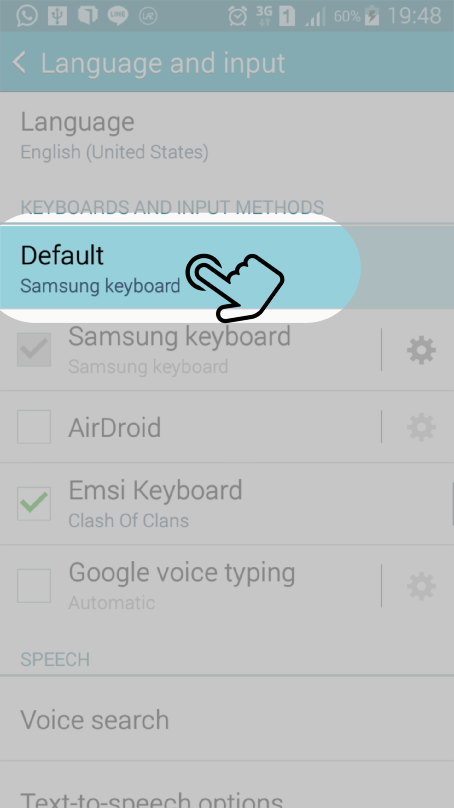 3G 1 60% 19:48
Language and input
Language
English (United States)
KEYBOARDS AND INPUT METHODS
Default
Samsung keyboard
Samsung keyboard
Samsung keyboard
AirDroid
Emsi Keyboard
Clash Of Clans
Google voice typing
Automatic
SPEECH
Voice search
Text-to-speech options